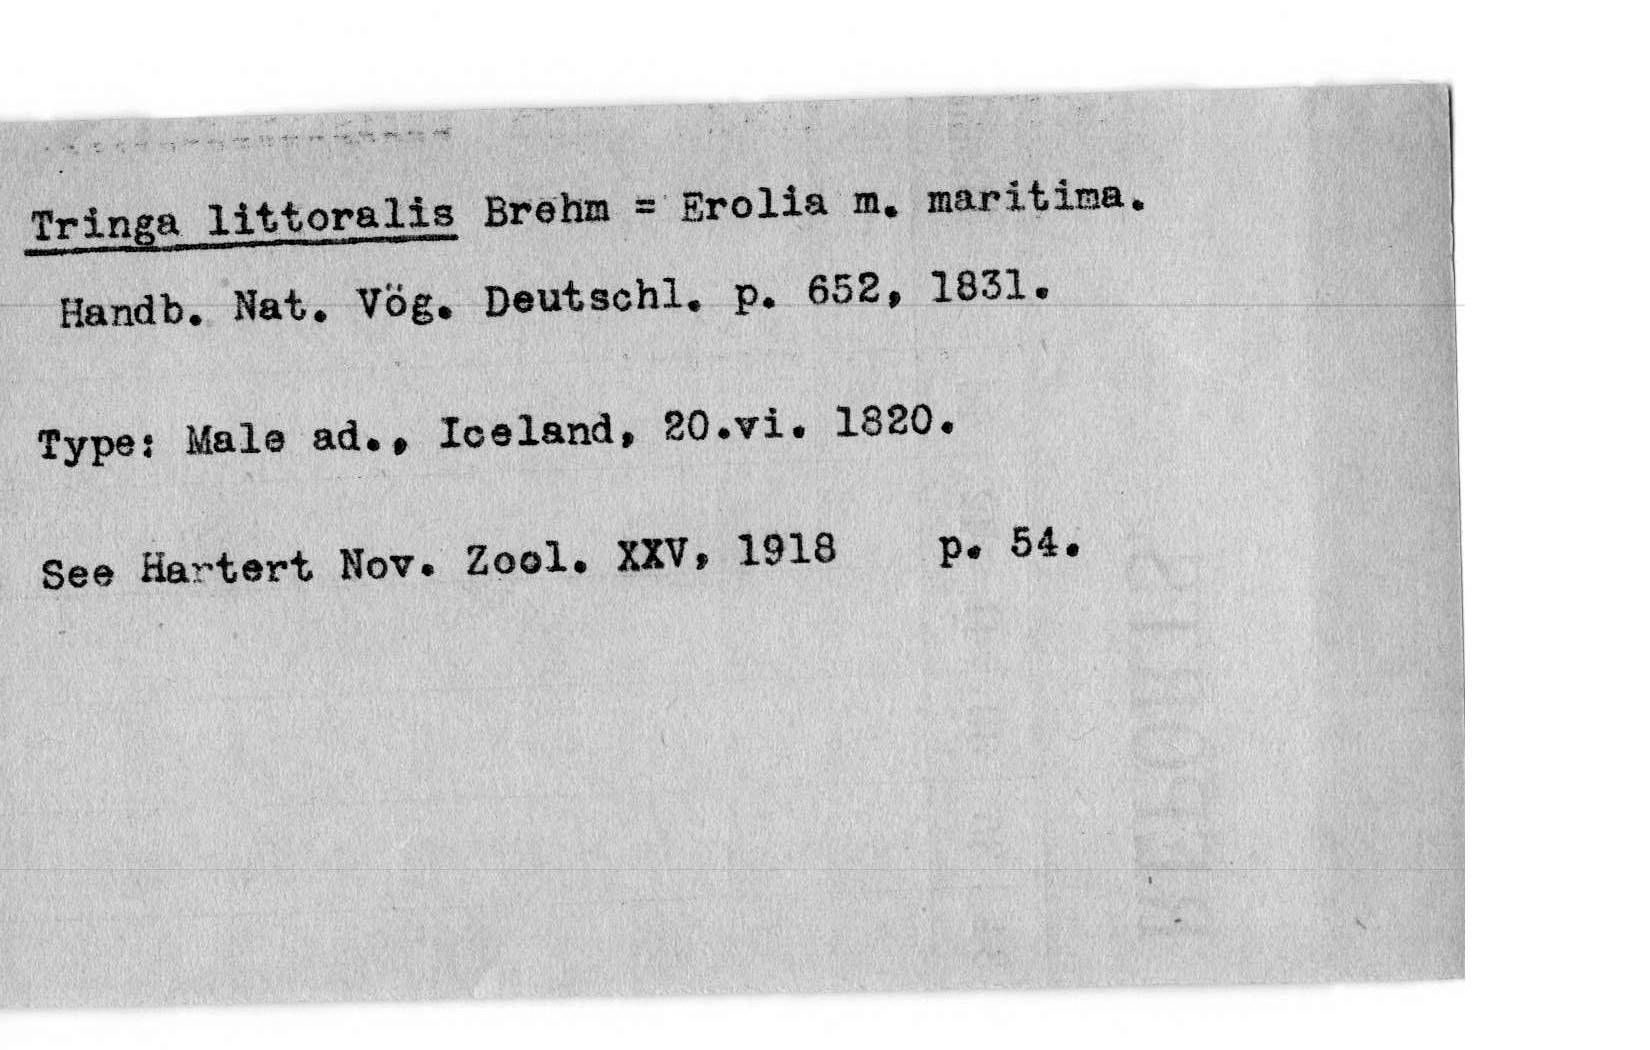 Tringa littoralis Brehm = Erolia m. maritima.
Handb. Nat. Vög. Deutschl. p. 652, 1831.
Type: Male ad., Iceland, 20.vi. 1820.
See Hartert Nov. Zool. XXV, 1918 p. 54.